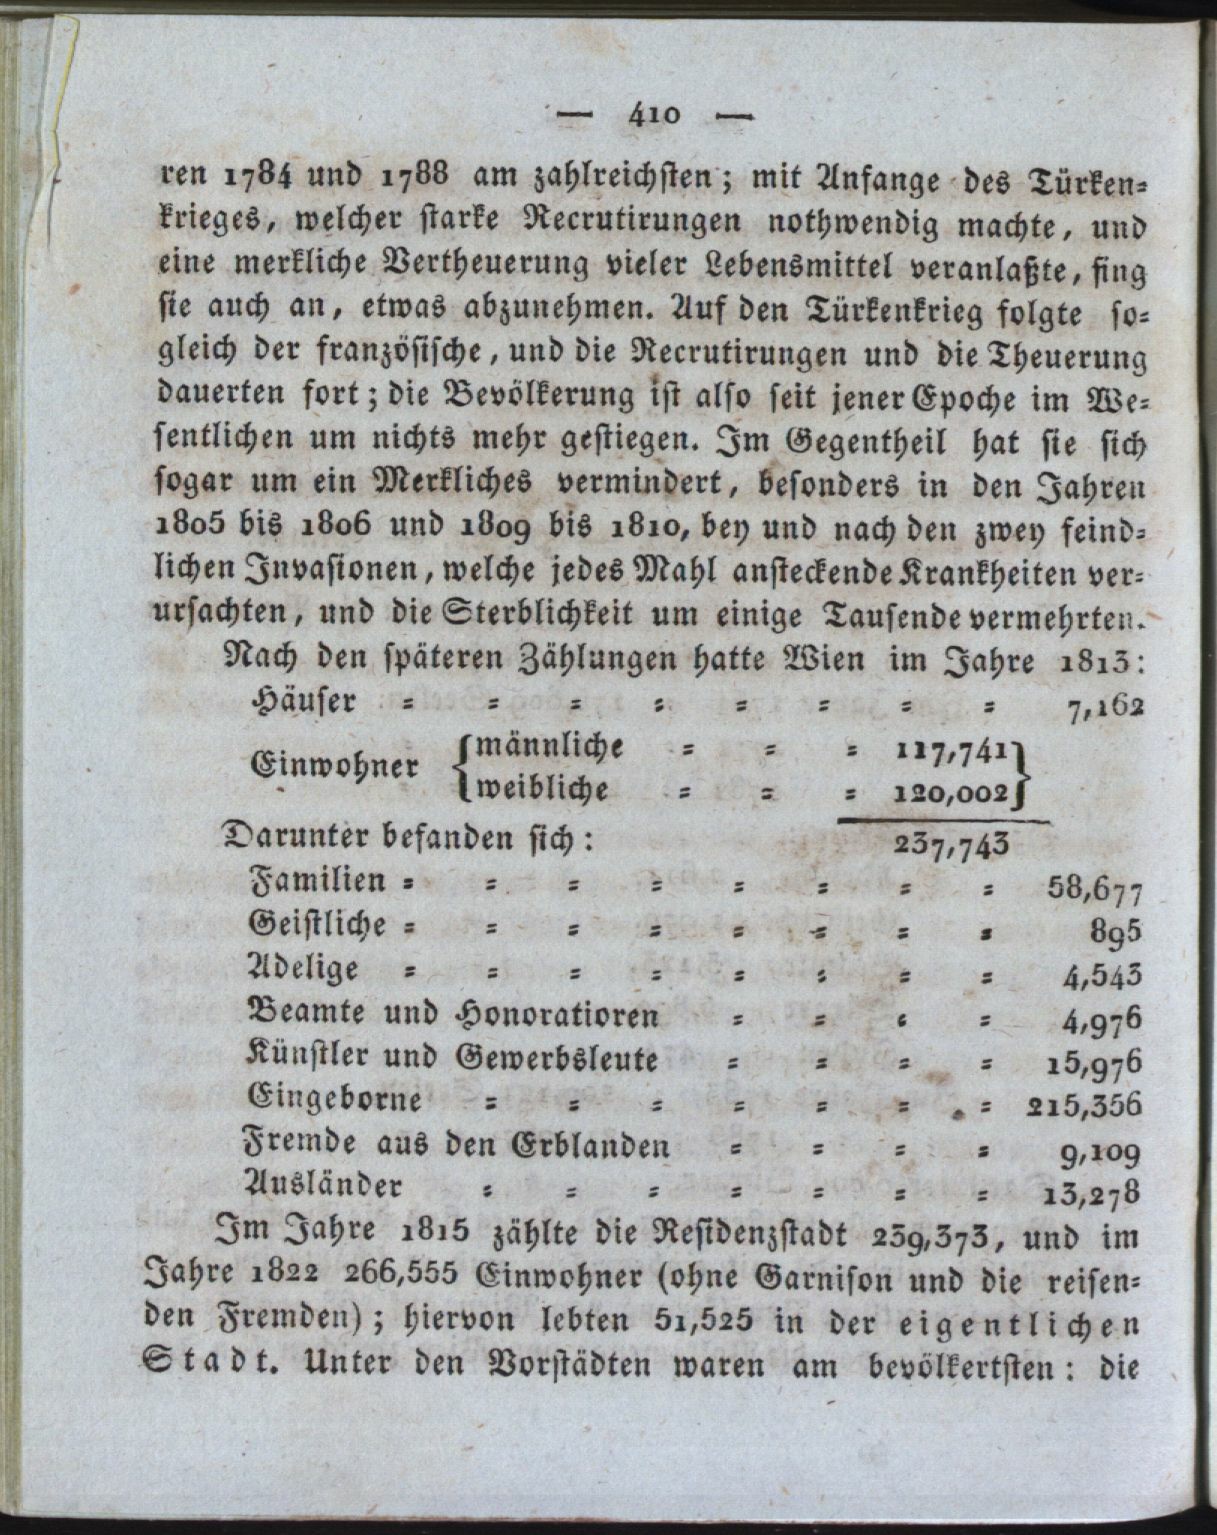 — 410 —
ren 1784 und 1788 am zahlreichsten; mit Anfange des Türken=
krieges, welcher starke Recrutirungen nothwendig machte, und
eine merkliche Vertheuerung vieler Lebensmittel veranlaßte, fing
sie auch an, etwas abzunehmen. Auf den Türkenkrieg folgte so=
gleich der französische, und die Recrutirungen und die Theuerung
dauerten fort; die Bevölkerung ist also seit jener Epoche im We=
sentlichen um nichts mehr gestiegen. Im Gegentheil hat sie sich
sogar um ein Merkliches vermindert, besonders in den Jahren
1805 bis 1806 und 1809 bis 1810, bey und nach den zwey feind=
lichen Invasionen, welche jedes Mahl ansteckende Krankheiten ver=
ursachten, und die Sterblichkeit um einige Tausende vermehrten.
Nach den späteren Zählungen hatte Wien im Jahre 1813:
Häuser = = = = = = = = 7,162
Einwohner { männliche = = = 117,741 }
weibliche = = = 120,002
Darunter befanden sich: 237,743
Familien = = = = = = = = 58,677
Geistliche = = = = = = = = 895
Adelige = = = = = = = = 4,543
Beamte und Honoratioren = = = = 4,976
Künstler und Gewerbsleute = = = = 15,976
Eingeborne = = = = = = = 215,356
Fremde aus den Erblanden = = = = 9,109
Ausländer = = = = = = = 13,278
Im Jahre 1815 zählte die Residenzstadt 239,373, und im
Jahre 1822 266,555 Einwohner (ohne Garnison und die reisen=
den Fremden); hiervon lebten 51,525 in der eigentlichen
Stadt. Unter den Vorstädten waren am bevölkertsten: die